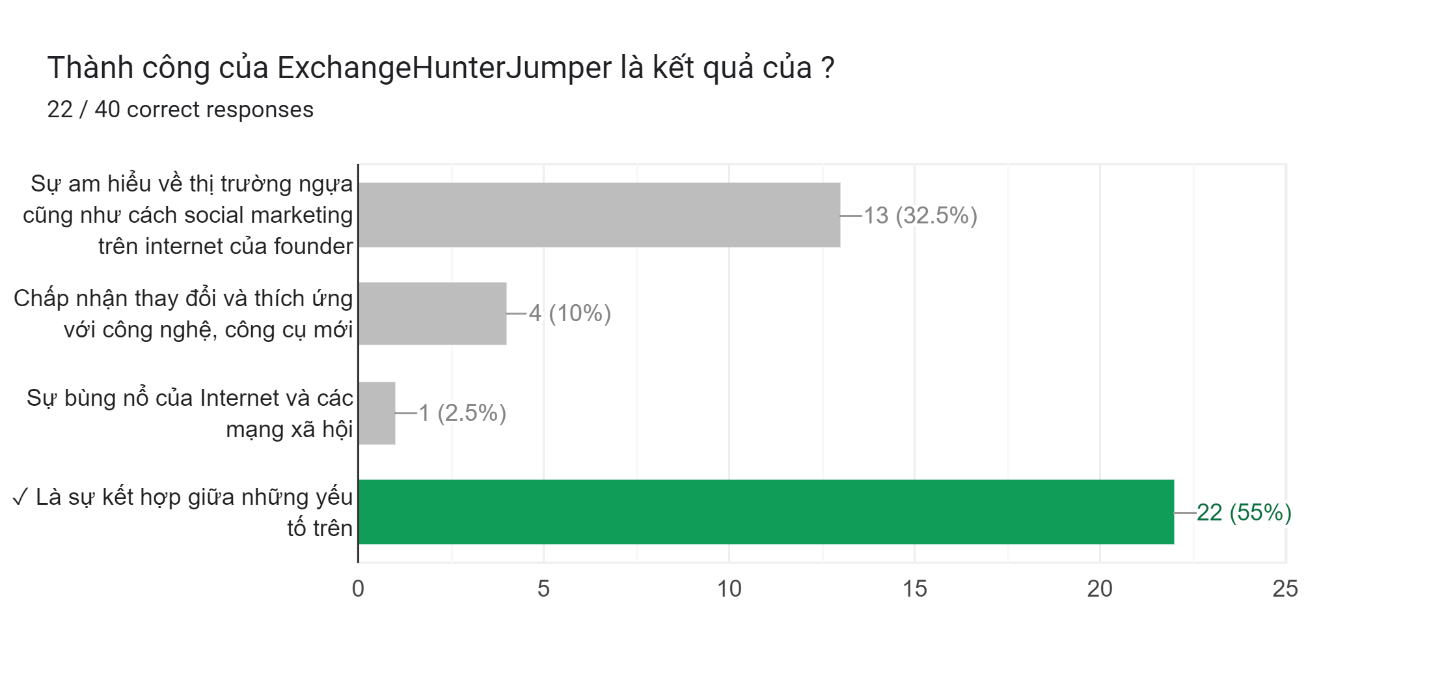 Thành công của ExchangeHunterJumper là kết quả của ?
22 / 40 correct responses
Sự am hiểu về thị trường ngựa
cũng như cách social marketing
trên internet của founder
13 (32.5%)
Chấp nhận thay đổi và thích ứng
với công nghệ, công cụ mới
4 (10%)
Sự bùng nổ của Internet và các
mạng xã hội
1 (2.5%)
✓ Là sự kết hợp giữa những yếu
tố trên
22 (55%)
0 5 10 15 20 25